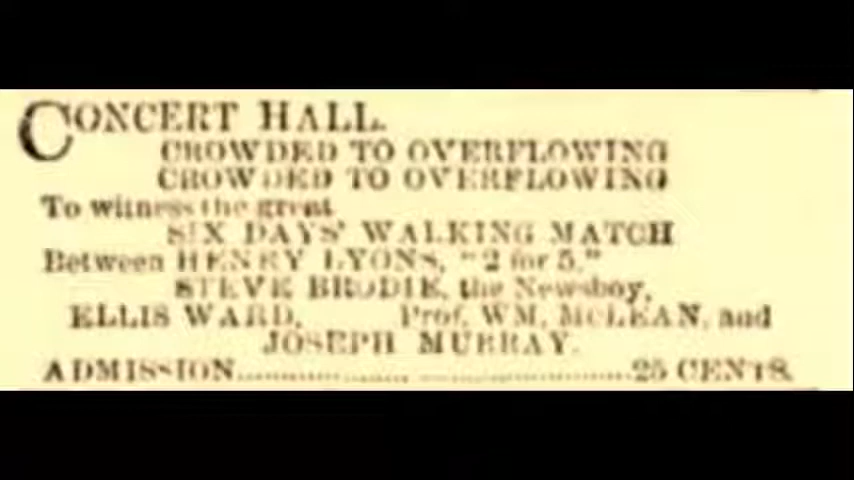 CONCERT HALL.
CROWDED TO OVERFLOWING
CROWDED TO OVERFLOWING
To witness the great
SIX DAYS' WALKING MATCH
Between HENRY LYONS, "2 for 5,"
STEVE BRODIE, the Newsboy,
ELLIS WARD, Prof. WM. McLEAN, and
JOSEPH MURRAY.
ADMISSION..........................................25 CENTS.